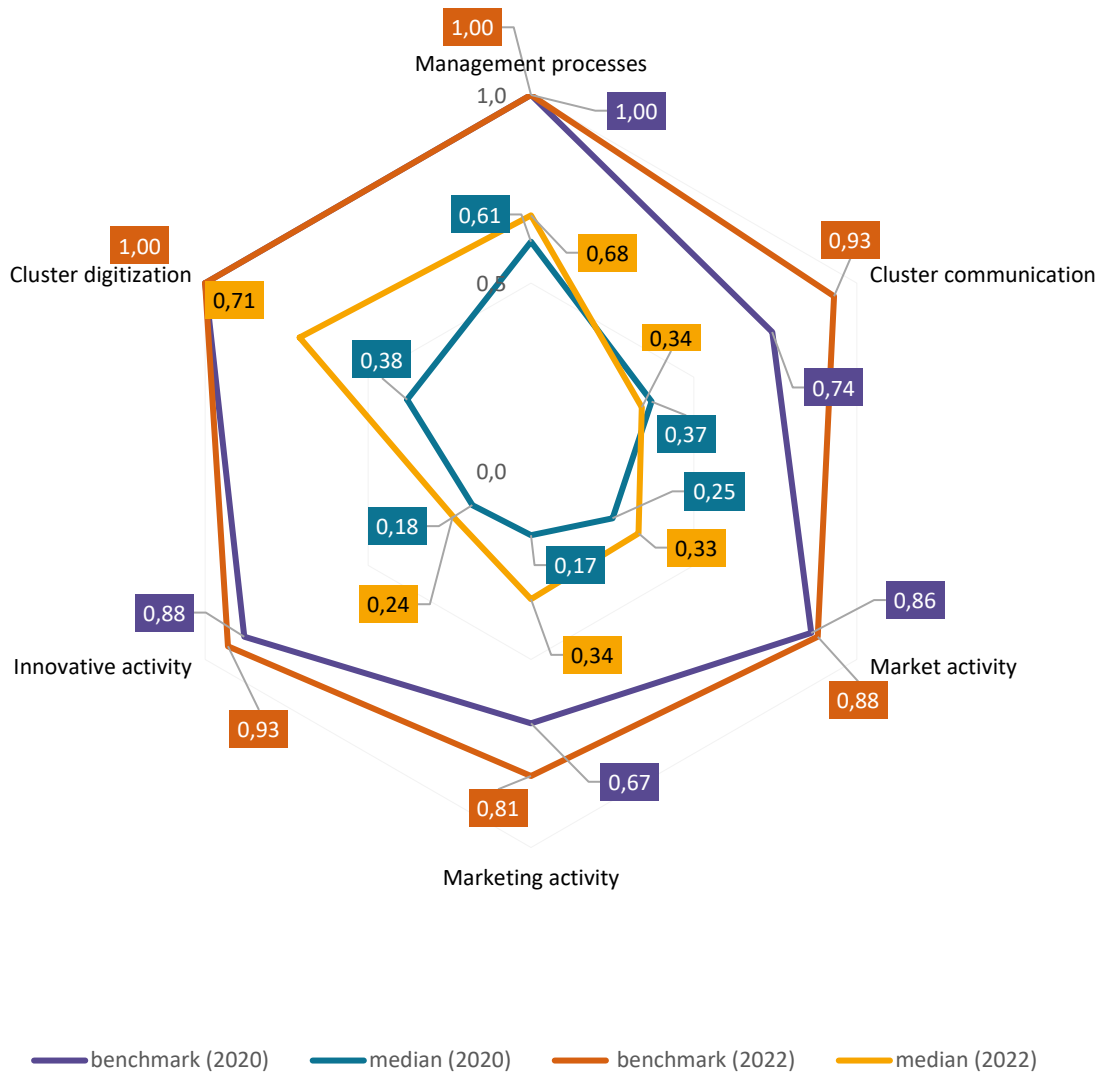 1,00
Management processes
1,0
1,00
0,61
0,93
1,00
0,68
Cluster digitization
Cluster communication
0,5
0,71
0,34
0,38
0,74
0,37
0,0
0,25
0,18
0,33
0,17
0,24
0,86
0,88
0,34
Innovative activity
Market activity
0,88
0,93
0,67
0,81
Marketing activity
benchmark (2020)
median (2020)
benchmark (2022)
median (2022)